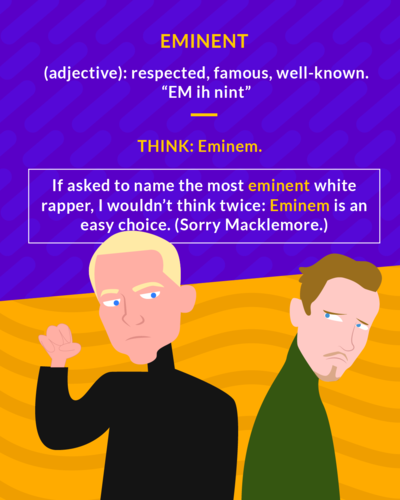 EMINENT
(adjective): respected, famous, well-known.
“EM ih nint”
THINK: Eminem.
If asked to name the most eminent white
rapper, I wouldn’t think twice: Eminem is an
easy choice. (Sorry Macklemore.)